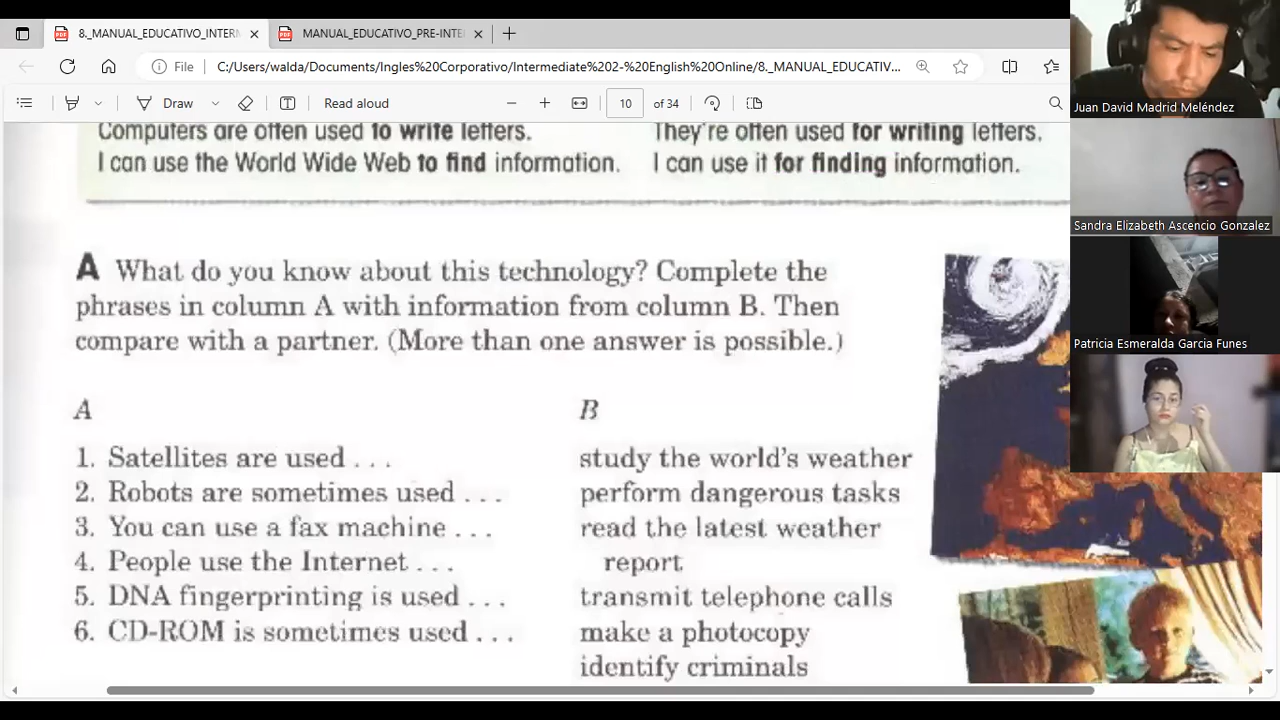 8._MANUAL_EDUCATIVO_INTERM
MANUAL_EDUCATIVO_PRE-INTE
File
C:/Users/walda/Documents/Ingles%20Corporativo/Intermediate%202-%20English%20Online/8._MANUAL_EDUCATIV...
Draw
Read aloud
10 of 34
Computers are often used to write letters.
They're often used for writing letters.
I can use the World Wide Web to find information.
I can use it for finding information.
A What do you know about this technology? Complete the
phrases in column A with information from column B. Then
compare with a partner. (More than one answer is possible.)
A
1. Satellites are used . . .
2. Robots are sometimes used . . .
3. You can use a fax machine . . .
4. People use the Internet . . .
5. DNA fingerprinting is used . . .
6. CD-ROM is sometimes used . . .
B
study the world's weather
perform dangerous tasks
read the latest weather
report
transmit telephone calls
make a photocopy
identify criminals
Juan David Madrid Meléndez
Sandra Elizabeth Ascencio Gonzalez
Patricia Esmeralda Garcia Funes